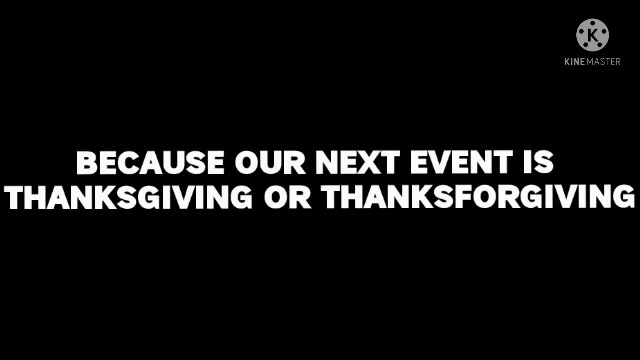 K
KINEMASTER
BECAUSE OUR NEXT EVENT IS
THANKSGIVING OR THANKSFORGIVING